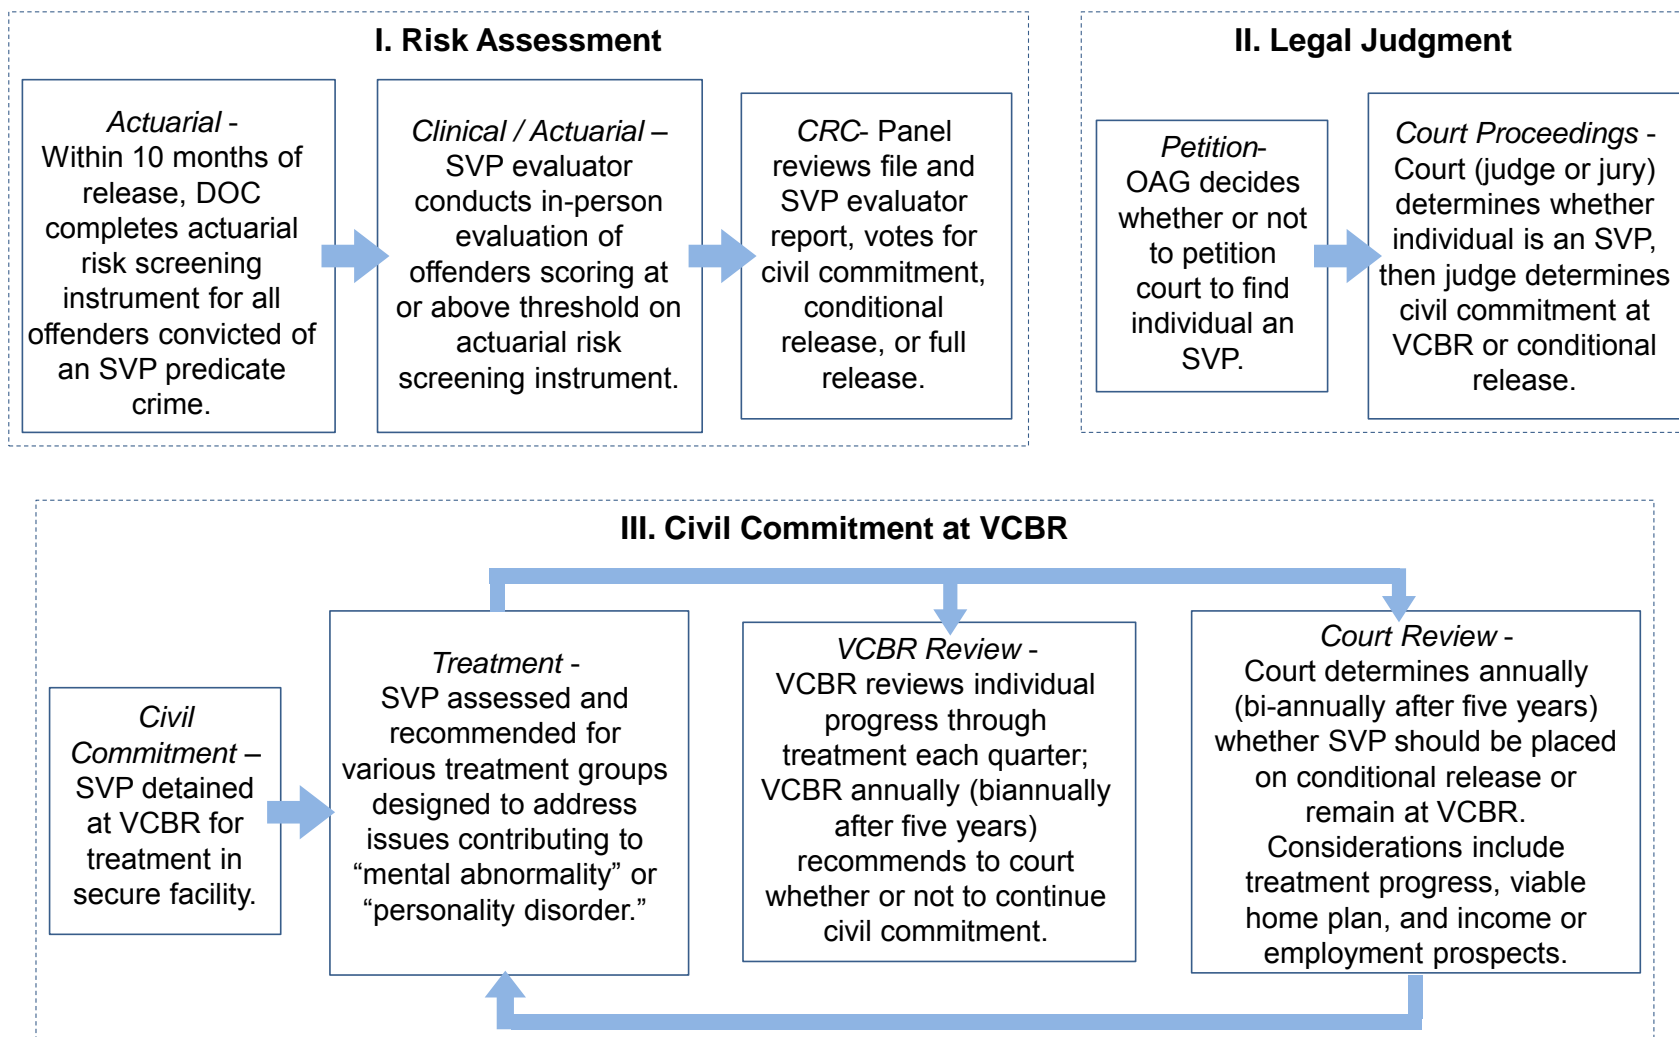 I. Risk Assessment
Actuarial -
Within 10 months of
release, DOC
completes actuarial
risk screening
instrument for all
offenders convicted of
an SVP predicate
crime.
Clinical / Actuarial –
SVP evaluator
conducts in-person
evaluation of
offenders scoring at
or above threshold on
actuarial risk
screening instrument.
CRC- Panel
reviews file and
SVP evaluator
report, votes for
civil commitment,
conditional
release, or full
release.
II. Legal Judgment
Petition-
OAG decides
whether or not
to petition
court to find
individual an
SVP.
Court Proceedings -
Court (judge or jury)
determines whether
individual is an SVP,
then judge determines
civil commitment at
VCBR or conditional
release.
III. Civil Commitment at VCBR
Civil
Commitment –
SVP detained
at VCBR for
treatment in
secure facility.
Treatment -
SVP assessed and
recommended for
various treatment groups
designed to address
issues contributing to
“mental abnormality” or
“personality disorder.”
VCBR Review -
VCBR reviews individual
progress through
treatment each quarter;
VCBR annually (biannually
after five years)
recommends to court
whether or not to continue
civil commitment.
Court Review -
Court determines annually
(bi-annually after five years)
whether SVP should be placed
on conditional release or
remain at VCBR.
Considerations include
treatment progress, viable
home plan, and income or
employment prospects.